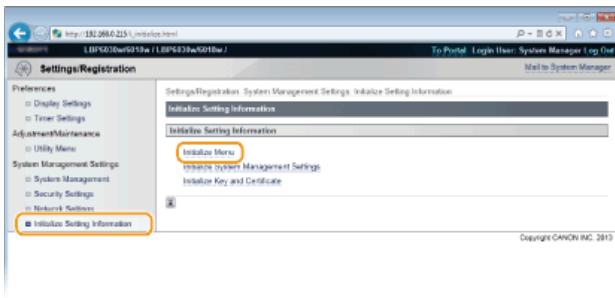 http://192.168.0.215/i_initialize.html
LBP6030w/6018w / LBP6030w/6018w /
To Portal Login User: System Manager Log Out
Settings/Registration
Mail to System Manager
Preferences
Display Settings
Timer Settings
Adjustment/Maintenance
Utility Menu
System Management Settings
System Management
Security Settings
Network Settings
Initialize Setting Information
Settings/Registration: System Management Settings: Initialize Setting Information
Initialize Setting Information
Initialize Setting Information
Initialize Menu
Initialize System Management Settings
Initialize Key and Certificate
Copyright CANON INC. 2013